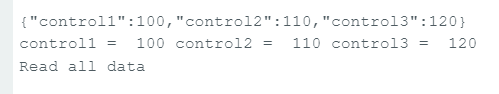 {"control1":100,"control2":110,"control3":120}
control1 =  100 control2 =  110 control3 =  120
Read all data